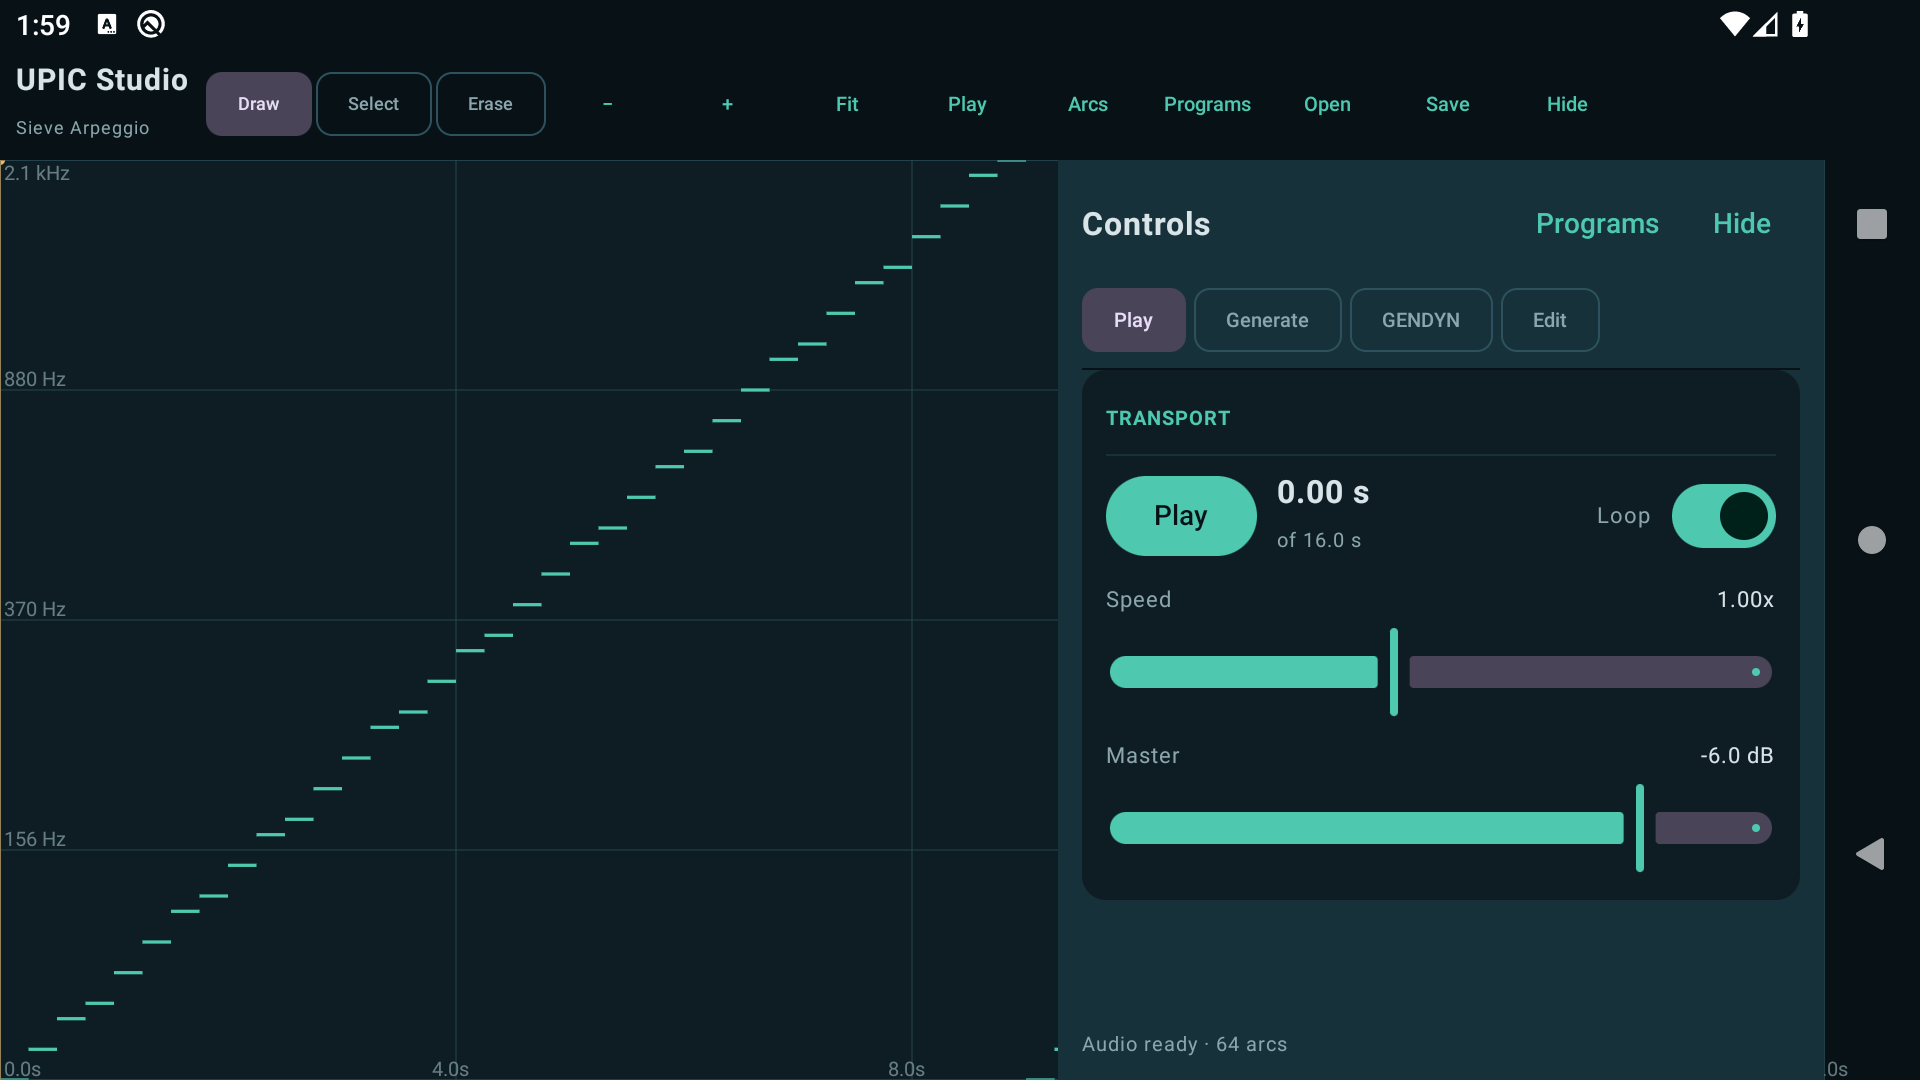 1:59
UPIC Studio
Sieve Arpeggio
Draw
Select
Erase
−
+
Fit
Play
Arcs
Programs
Open
Save
Hide
2.1 kHz
880 Hz
370 Hz
156 Hz
0.0s
4.0s
8.0s
.0s
Controls
Programs
Hide
Play
Generate
GENDYN
Edit
TRANSPORT
Play
0.00 s
of 16.0 s
Loop
Speed
1.00x
Master
-6.0 dB
Audio ready · 64 arcs